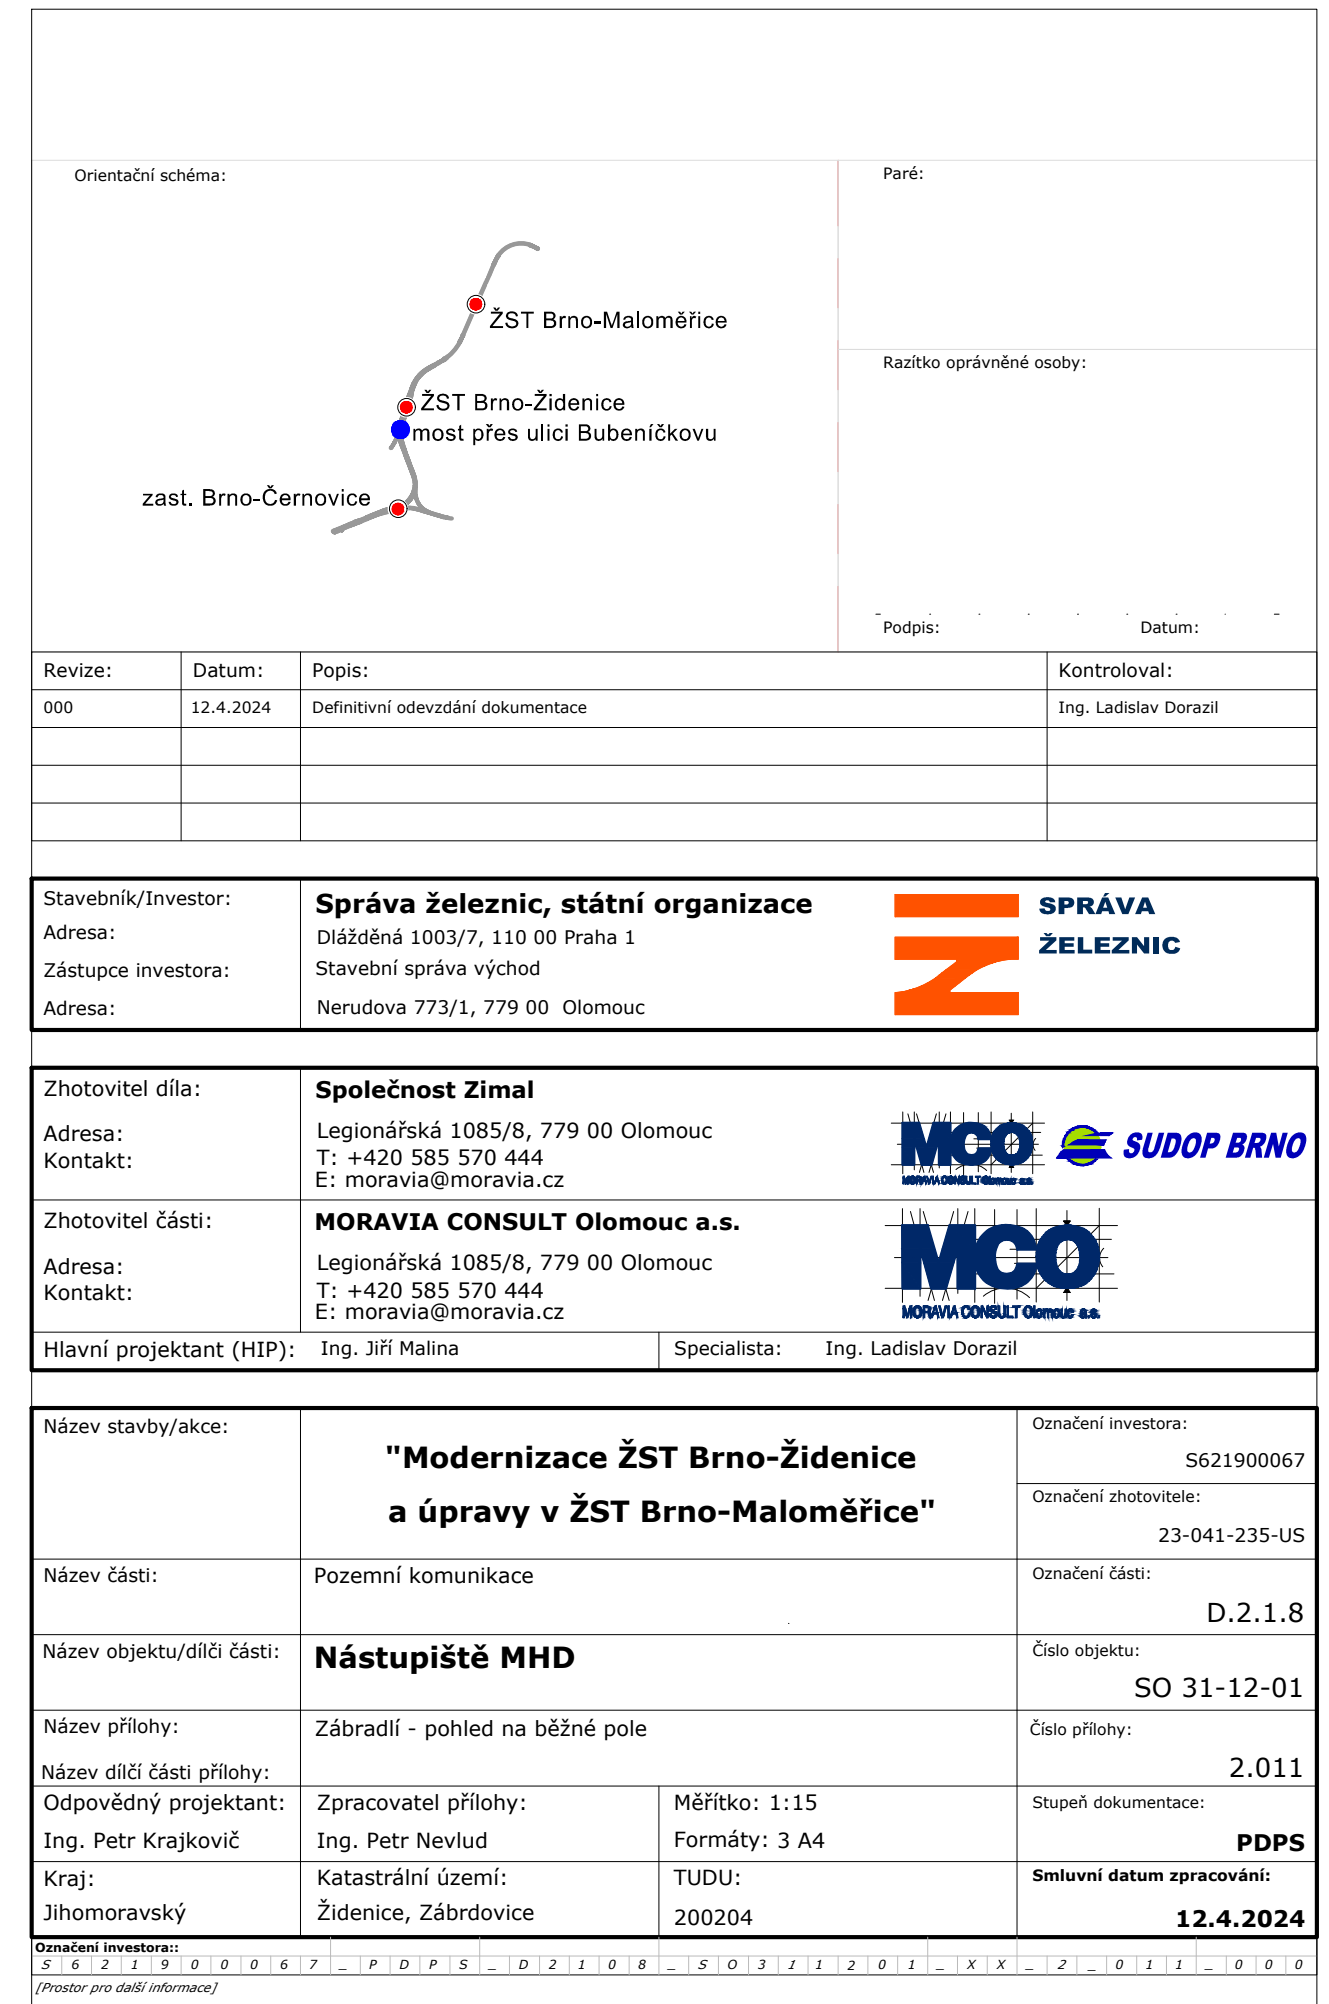 Orientační schéma:
Paré:
ŽST Brno-Maloměřice
ŽST Brno-Židenice
most přes ulici Bubeníčkovu
zast. Brno-Černovice
Razítko oprávněné osoby:
Podpis: Datum:
Revize: Datum: Popis: Kontroloval:
000 12.4.2024 Definitivní odevzdání dokumentace Ing. Ladislav Dorazil
Stavebník/Investor: Správa železnic, státní organizace
Adresa: Dlážděná 1003/7, 110 00 Praha 1
Zástupce investora: Stavební správa východ
Adresa: Nerudova 773/1, 779 00 Olomouc
SPRÁVA
ŽELEZNIC
Zhotovitel díla: Společnost Zimal
Adresa: Legionářská 1085/8, 779 00 Olomouc
Kontakt: T: +420 585 570 444
E: moravia@moravia.cz
MCO
MORAVIA CONSULT Olomouc a.s.
SUDOP BRNO
Zhotovitel části: MORAVIA CONSULT Olomouc a.s.
Adresa: Legionářská 1085/8, 779 00 Olomouc
Kontakt: T: +420 585 570 444
E: moravia@moravia.cz
MCO
MORAVIA CONSULT Olomouc a.s.
Hlavní projektant (HIP): Ing. Jiří Malina Specialista: Ing. Ladislav Dorazil
Název stavby/akce: "Modernizace ŽST Brno-Židenice
a úpravy v ŽST Brno-Maloměřice"
Označení investora:
S621900067
Označení zhotovitele:
23-041-235-US
Název části: Pozemní komunikace
Označení části:
D.2.1.8
Název objektu/dílči části: Nástupiště MHD
Číslo objektu:
SO 31-12-01
Název přílohy: Zábradlí - pohled na běžné pole
Číslo přílohy:
2.011
Název dílčí části přílohy:
Odpovědný projektant: Zpracovatel přílohy: Měřítko: 1:15 Stupeň dokumentace:
Ing. Petr Krajkovič Ing. Petr Nevlud Formáty: 3 A4 PDPS
Kraj: Katastrální území: TUDU: Smluvní datum zpracování:
Jihomoravský Židenice, Zábrdovice 200204 12.4.2024
Označení investora::
S 6 2 1 9 0 0 0 6 7 _ P D P S _ D 2 1 0 8 _ S O 3 1 1 2 0 1 _ X X _ 2 _ 0 1 1 _ 0 0 0
[Prostor pro další informace]